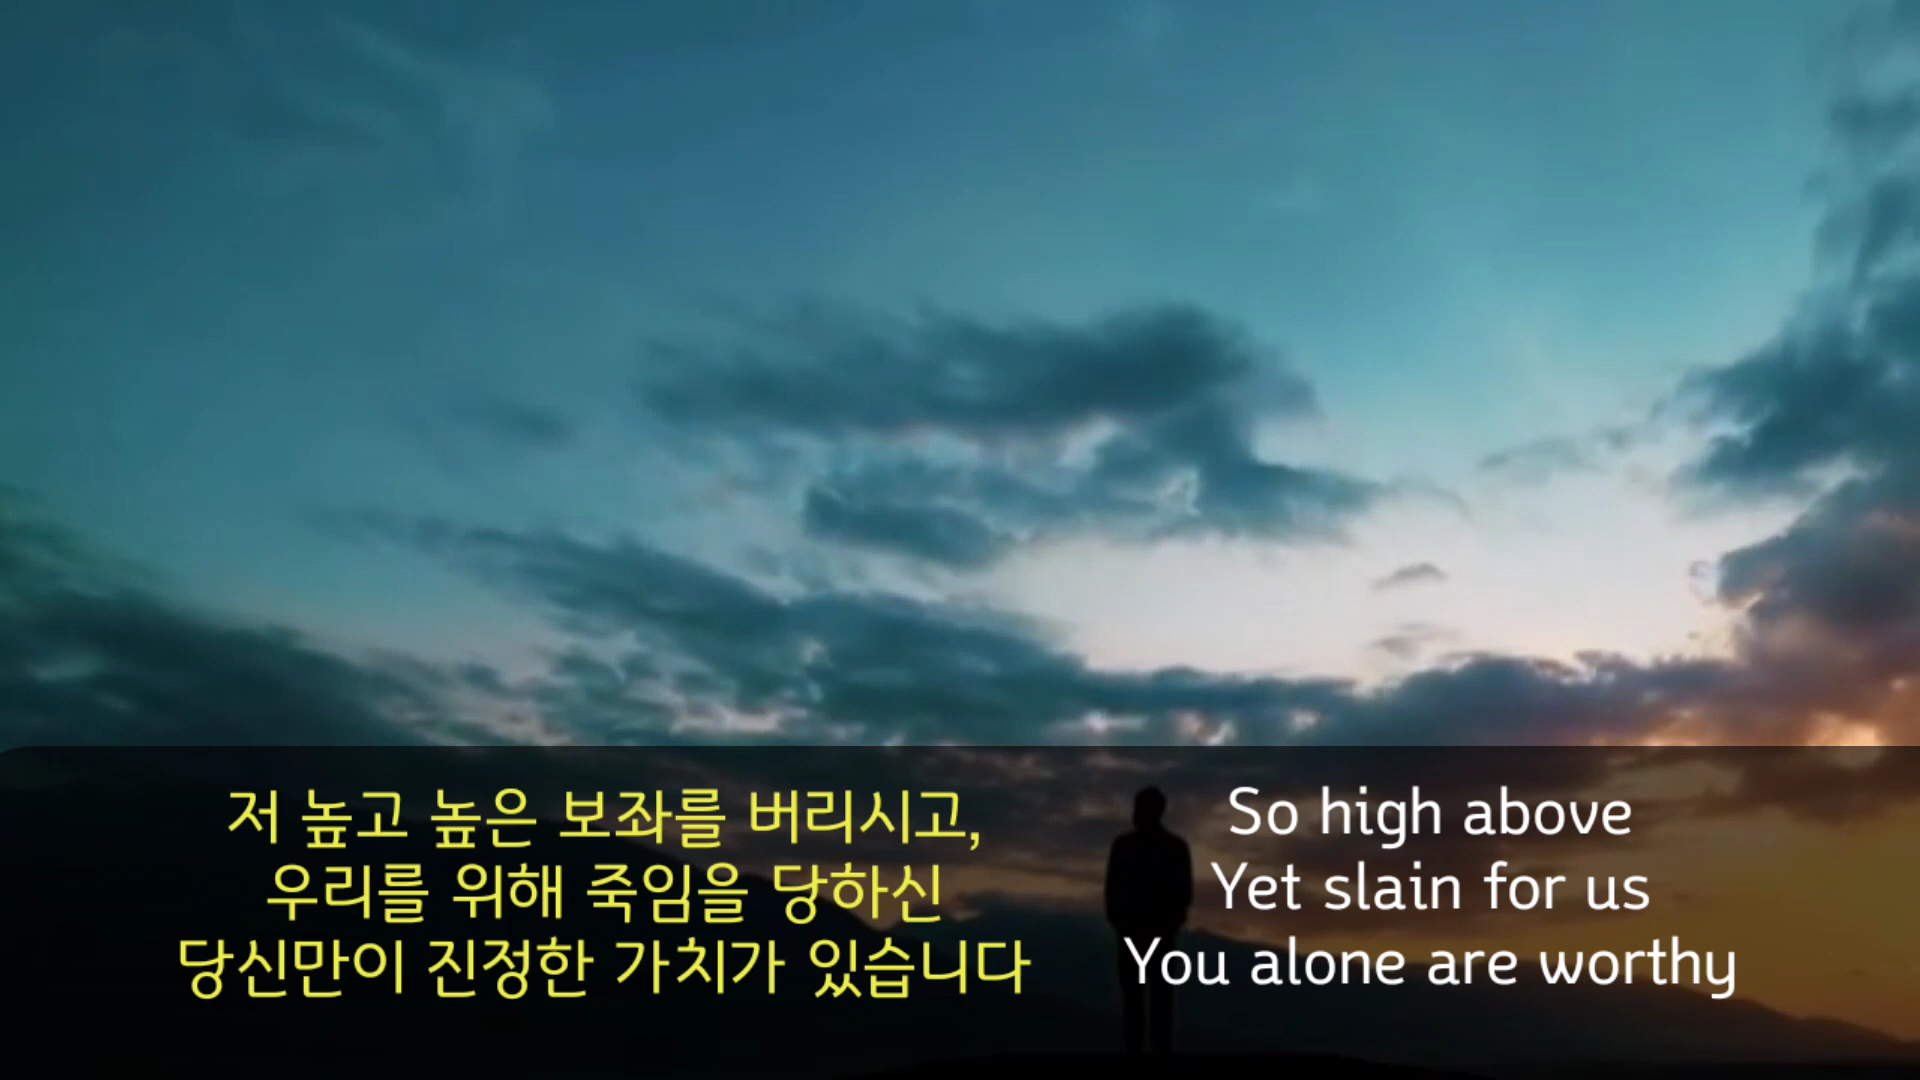 저 높고 높은 보좌를 버리시고,
우리를 위해 죽임을 당하신
당신만이 진정한 가치가 있습니다
So high above
Yet slain for us
You alone are worthy